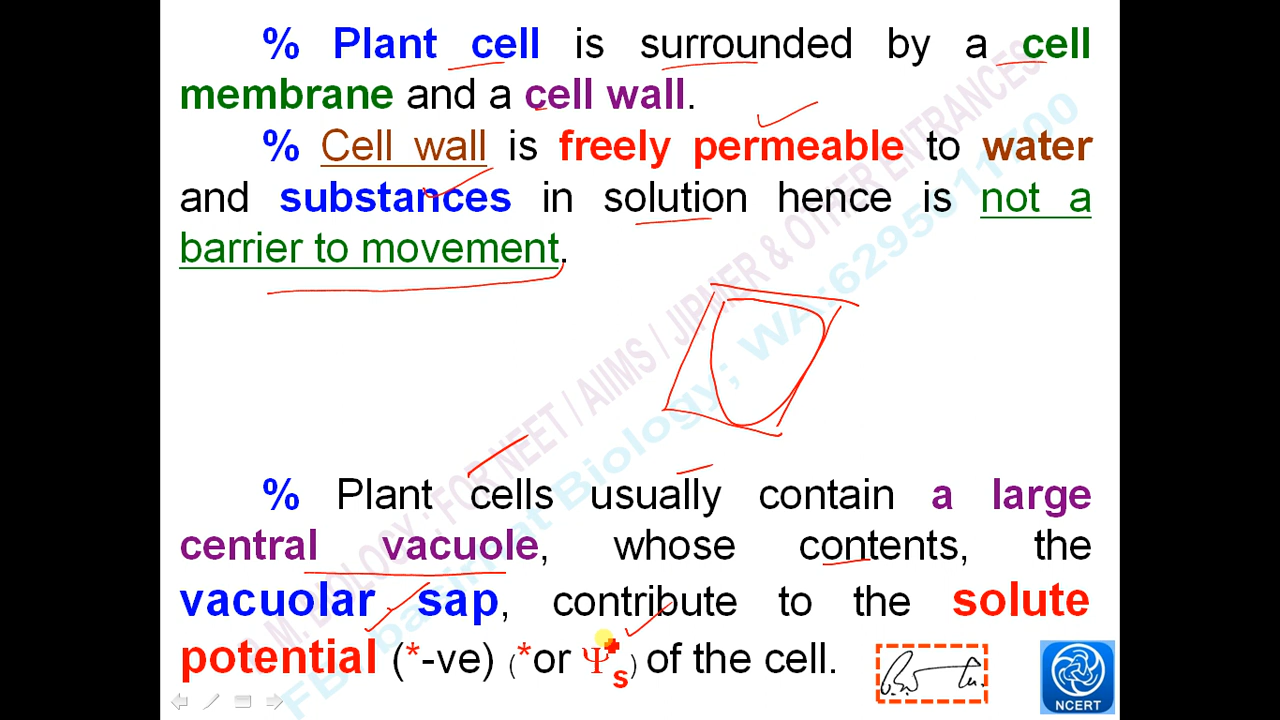 % Plant cell is surrounded by a cell
membrane and a cell wall.
% Cell wall is freely permeable to water
and substances in solution hence is not a
barrier to movement.
% Plant cells usually contain a large
central vacuole, whose contents, the
vacuolar sap, contribute to the solute
potential (*-ve) (*or Ψs) of the cell.
NCERT